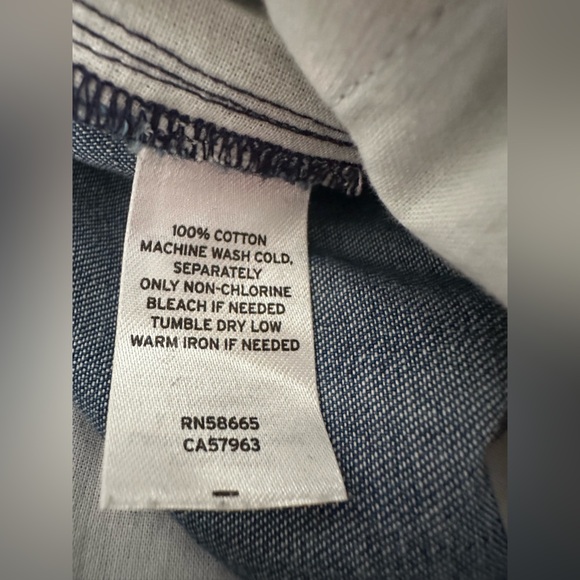 100% COTTON
MACHINE WASH COLD,
SEPARATELY
ONLY NON-CHLORINE
BLEACH IF NEEDED
TUMBLE DRY LOW
WARM IRON IF NEEDED
RN58665
CA57963